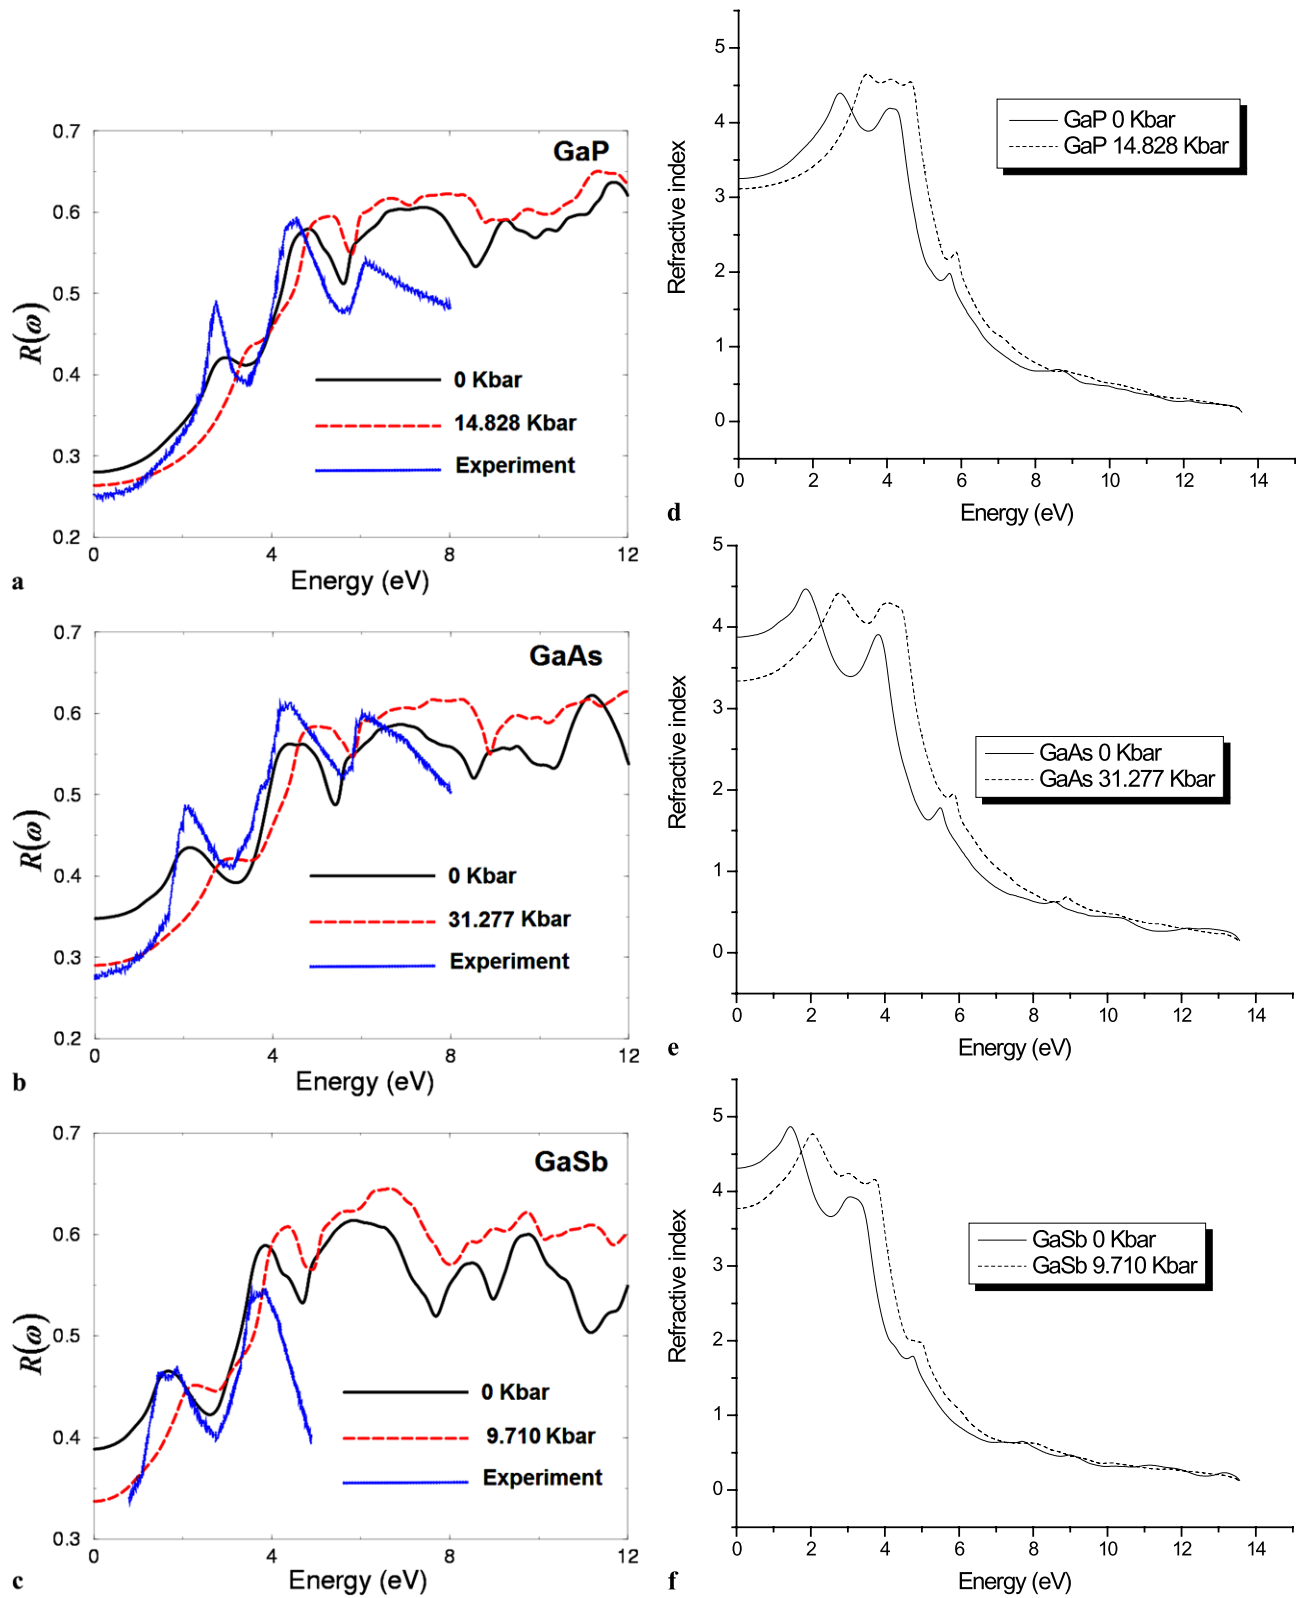 0.7
GaP
0.6
0.5
R(ω)
0.4
0 Kbar
14.828 Kbar
Experiment
0.3
0.2
0 4 8 12
Energy (eV)
a
5
4
3
2
1
0
Refractive index
GaP 0 Kbar
GaP 14.828 Kbar
0 2 4 6 8 10 12 14
Energy (eV)
d
0.7
GaAs
0.6
0.5
R(ω)
0.4
0 Kbar
31.277 Kbar
Experiment
0.3
0.2
0 4 8 12
Energy (eV)
b
5
4
3
2
1
0
Refractive index
GaAs 0 Kbar
GaAs 31.277 Kbar
0 2 4 6 8 10 12 14
Energy (eV)
e
0.7
GaSb
0.6
0.5
R(ω)
0.4
0 Kbar
9.710 Kbar
Experiment
0.3
0 4 8 12
Energy (eV)
c
5
4
3
2
1
0
Refractive index
GaSb 0 Kbar
GaSb 9.710 Kbar
0 2 4 6 8 10 12 14
Energy (eV)
f